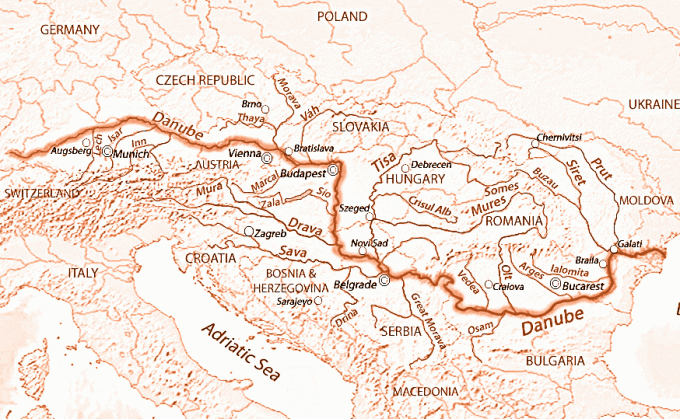 POLAND
GERMANY
CZECH REPUBLIC
Morava
Brno
Thaya
Váh
UKRAINE
Danube
SLOVAKIA
Lech
Isar
Inn
Augsberg
Munich
Vienna
Bratislava
Chernivitsi
AUSTRIA
Budapest
Tisa
Debrecen
HUNGARY
Siret
Prut
Buzau
SWITZERLAND
Mura
Marcal
Zala
Sio
Somes
Mures
Crisul Alb
MOLDOVA
Szeged
ROMANIA
Drava
Zagreb
Sava
Novi Sad
Galati
Braila
CROATIA
ITALY
BOSNIA &
HERZEGOVINA
Sarajevo
Belgrade
Vedea
Craiova
Olt
Arges
Ialomita
Bucarest
Drina
Great Morava
SERBIA
Osam
Danube
Adriatic Sea
BULGARIA
MACEDONIA